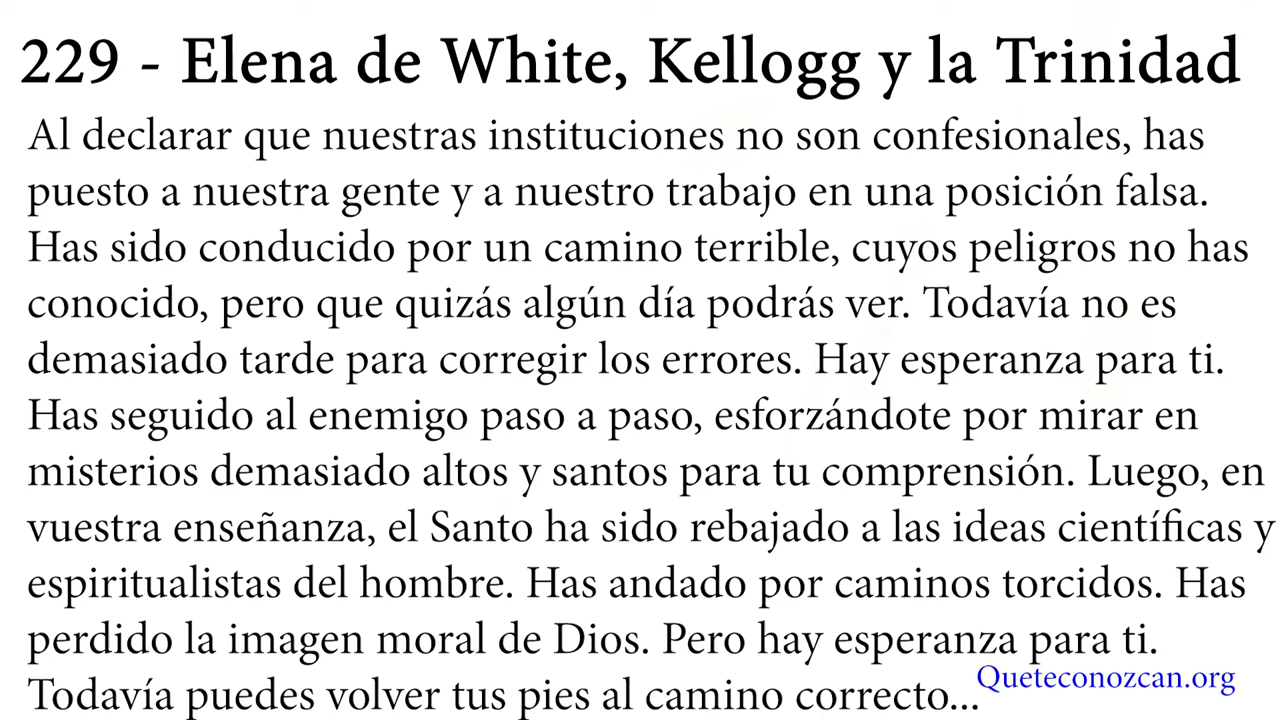 229 - Elena de White, Kellogg y la Trinidad
Al declarar que nuestras instituciones no son confesionales, has
puesto a nuestra gente y a nuestro trabajo en una posición falsa.
Has sido conducido por un camino terrible, cuyos peligros no has
conocido, pero que quizás algún día podrás ver. Todavía no es
demasiado tarde para corregir los errores. Hay esperanza para ti.
Has seguido al enemigo paso a paso, esforzándote por mirar en
misterios demasiado altos y santos para tu comprensión. Luego, en
vuestra enseñanza, el Santo ha sido rebajado a las ideas científicas y
espiritualistas del hombre. Has andado por caminos torcidos. Has
perdido la imagen moral de Dios. Pero hay esperanza para ti.
Todavía puedes volver tus pies al camino correcto...
Queteconozcan.org